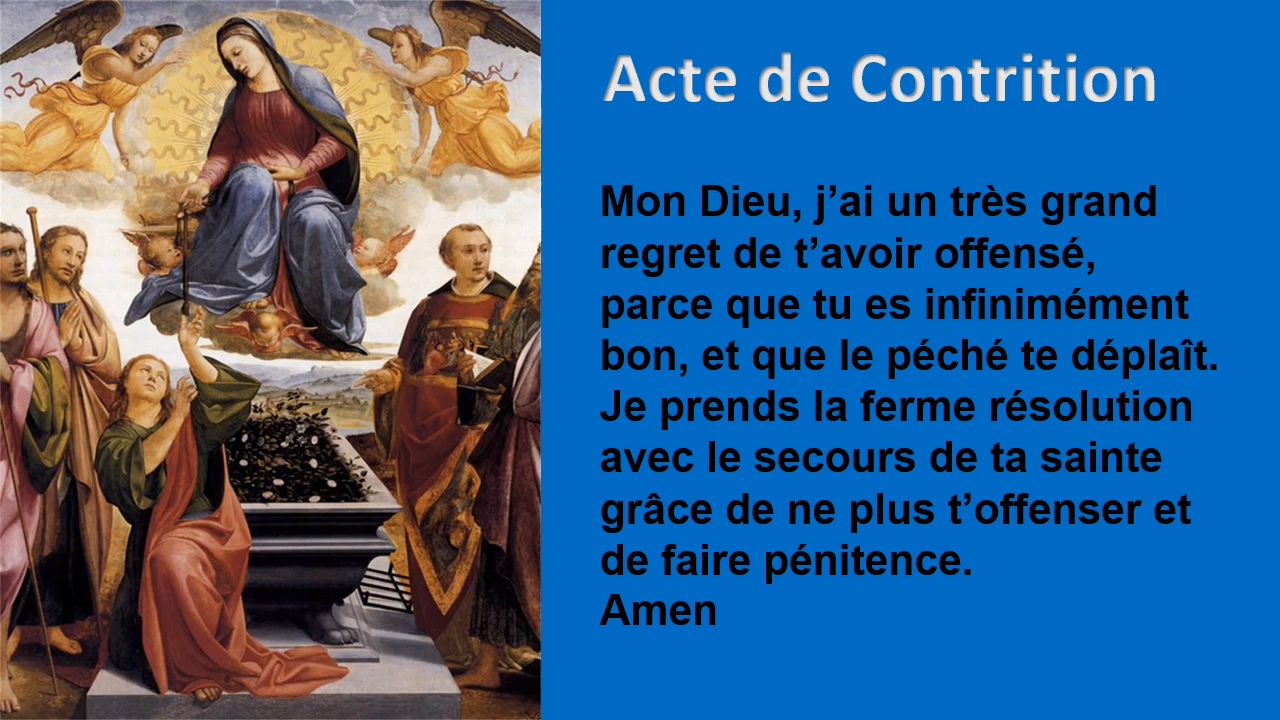 Acte de Contrition
Mon Dieu, j’ai un très grand
regret de t’avoir offensé,
parce que tu es infinimément
bon, et que le péché te déplaît.
Je prends la ferme résolution
avec le secours de ta sainte
grâce de ne plus t’offenser et
de faire pénitence.
Amen